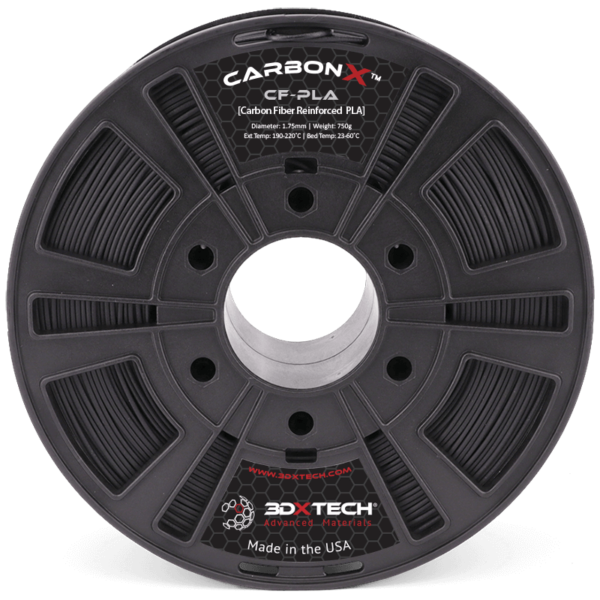 CARBONX™
CF-PLA
[Carbon Fiber Reinforced PLA]
Diameter: 1.75mm | Weight: 750g
Ext Temp: 190-220°C | Bed Temp: 23-60°C
WWW.3DXTECH.COM
3DXTECH®
Advanced Materials
Made in the USA